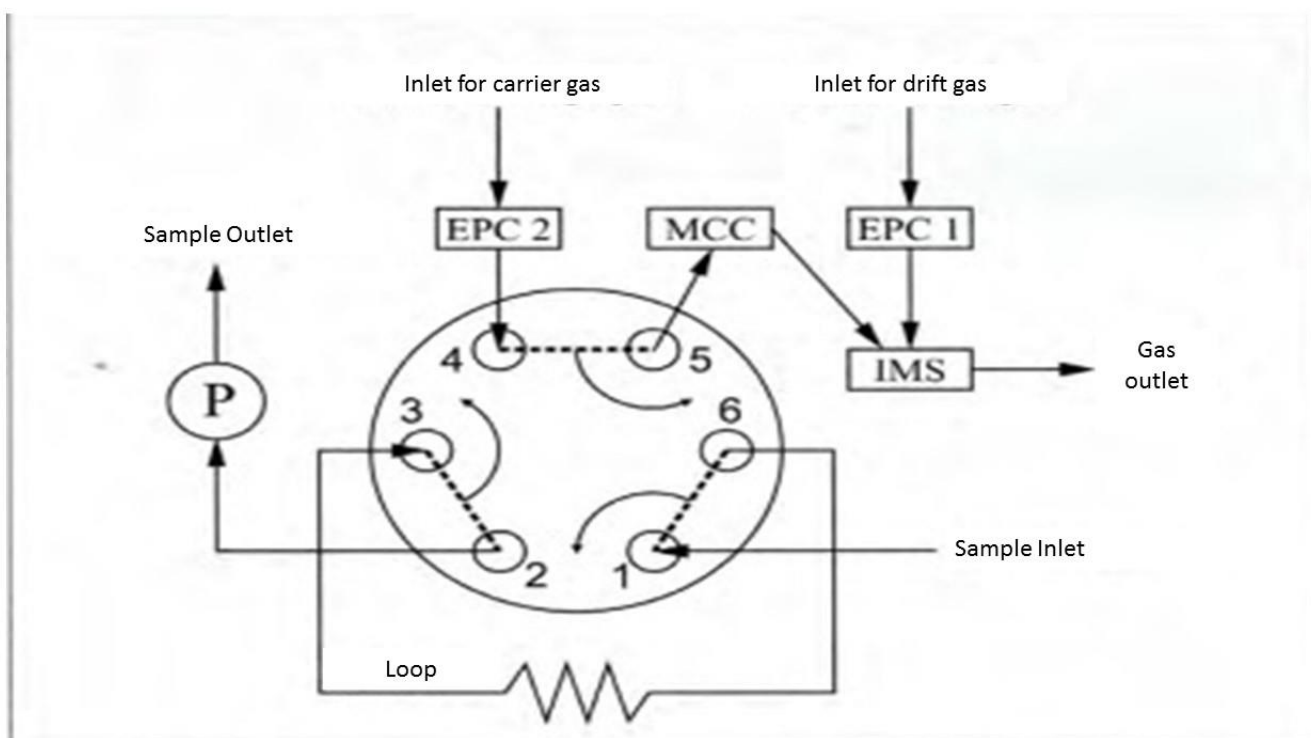 Inlet for carrier gas
Inlet for drift gas
Sample Outlet
EPC 2
MCC
EPC 1
4
5
IMS
Gas
outlet
P
3
6
2
1
Sample Inlet
Loop